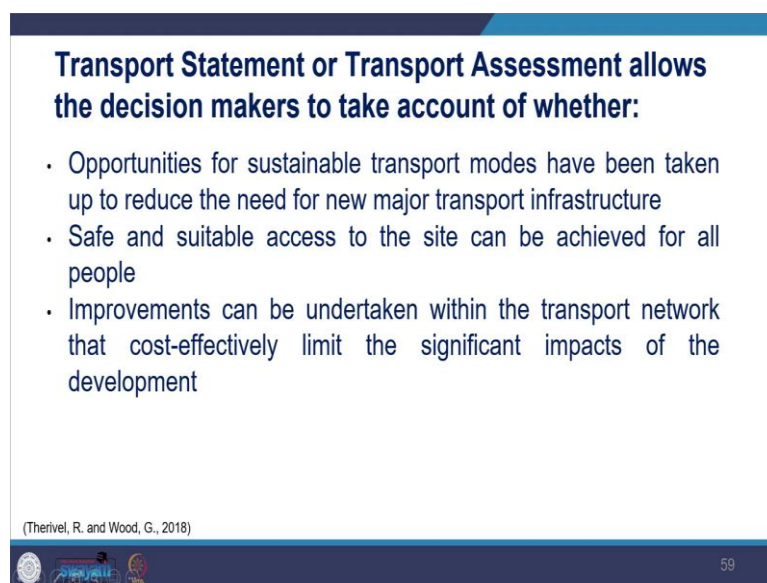 Transport Statement or Transport Assessment allows
the decision makers to take account of whether:
• Opportunities for sustainable transport modes have been taken
up to reduce the need for new major transport infrastructure
• Safe and suitable access to the site can be achieved for all
people
• Improvements can be undertaken within the transport network
that cost-effectively limit the significant impacts of the
development
(Therivel, R. and Wood, G., 2018)
swayam
59